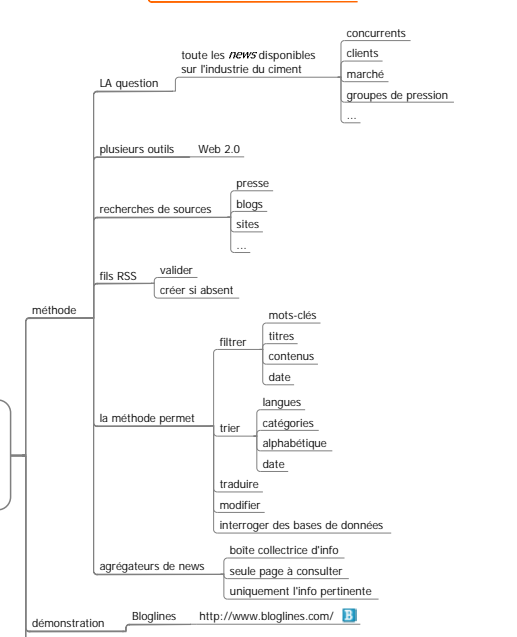 concurrents
toute les news disponibles
sur l'industrie du ciment
clients
marché
groupes de pression
...
LA question
plusieurs outils
Web 2.0
recherches de sources
presse
blogs
sites
...
fils RSS
valider
créer si absent
méthode
la méthode permet
filtrer
mots-clés
titres
contenus
date
trier
langues
catégories
alphabétique
date
traduire
modifier
interroger des bases de données
agrégateurs de news
boite collectrice d'info
seule page à consulter
uniquement l'info pertinente
démonstration
Bloglines
http://www.bloglines.com/
B